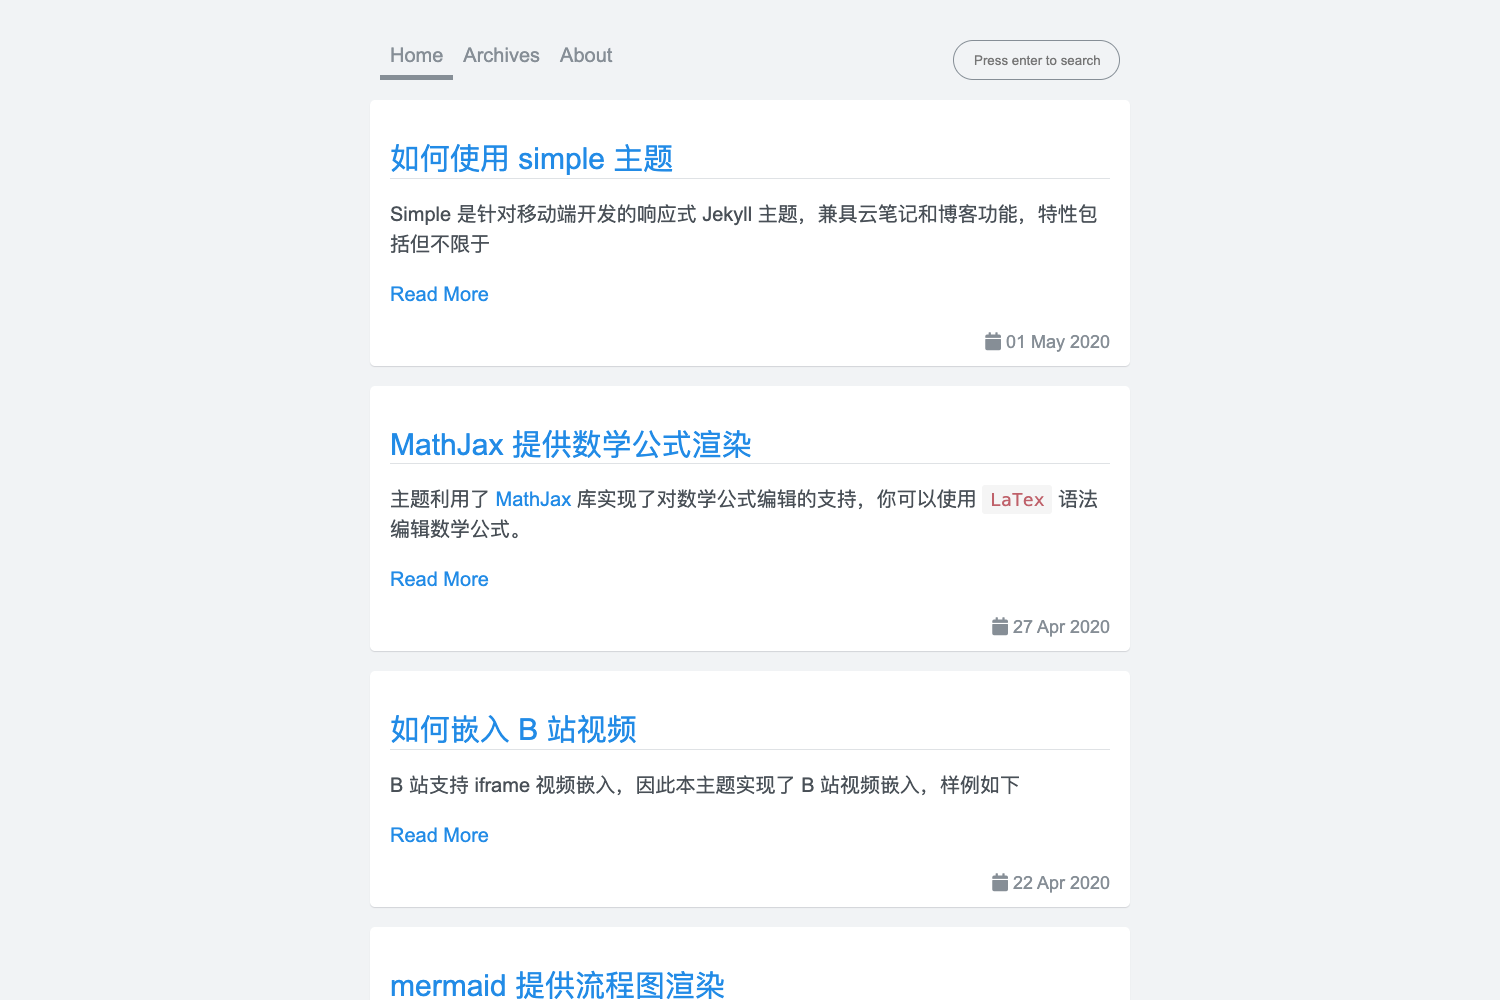 Home Archives About Press enter to search
如何使用 simple 主题
Simple 是针对移动端开发的响应式 Jekyll 主题，兼具云笔记和博客功能，特性包
括但不限于
Read More
01 May 2020
MathJax 提供数学公式渲染
主题利用了 MathJax 库实现了对数学公式编辑的支持，你可以使用 LaTex 语法
编辑数学公式。
Read More
27 Apr 2020
如何嵌入 B 站视频
B 站支持 iframe 视频嵌入，因此本主题实现了 B 站视频嵌入，样例如下
Read More
22 Apr 2020
mermaid 提供流程图渲染